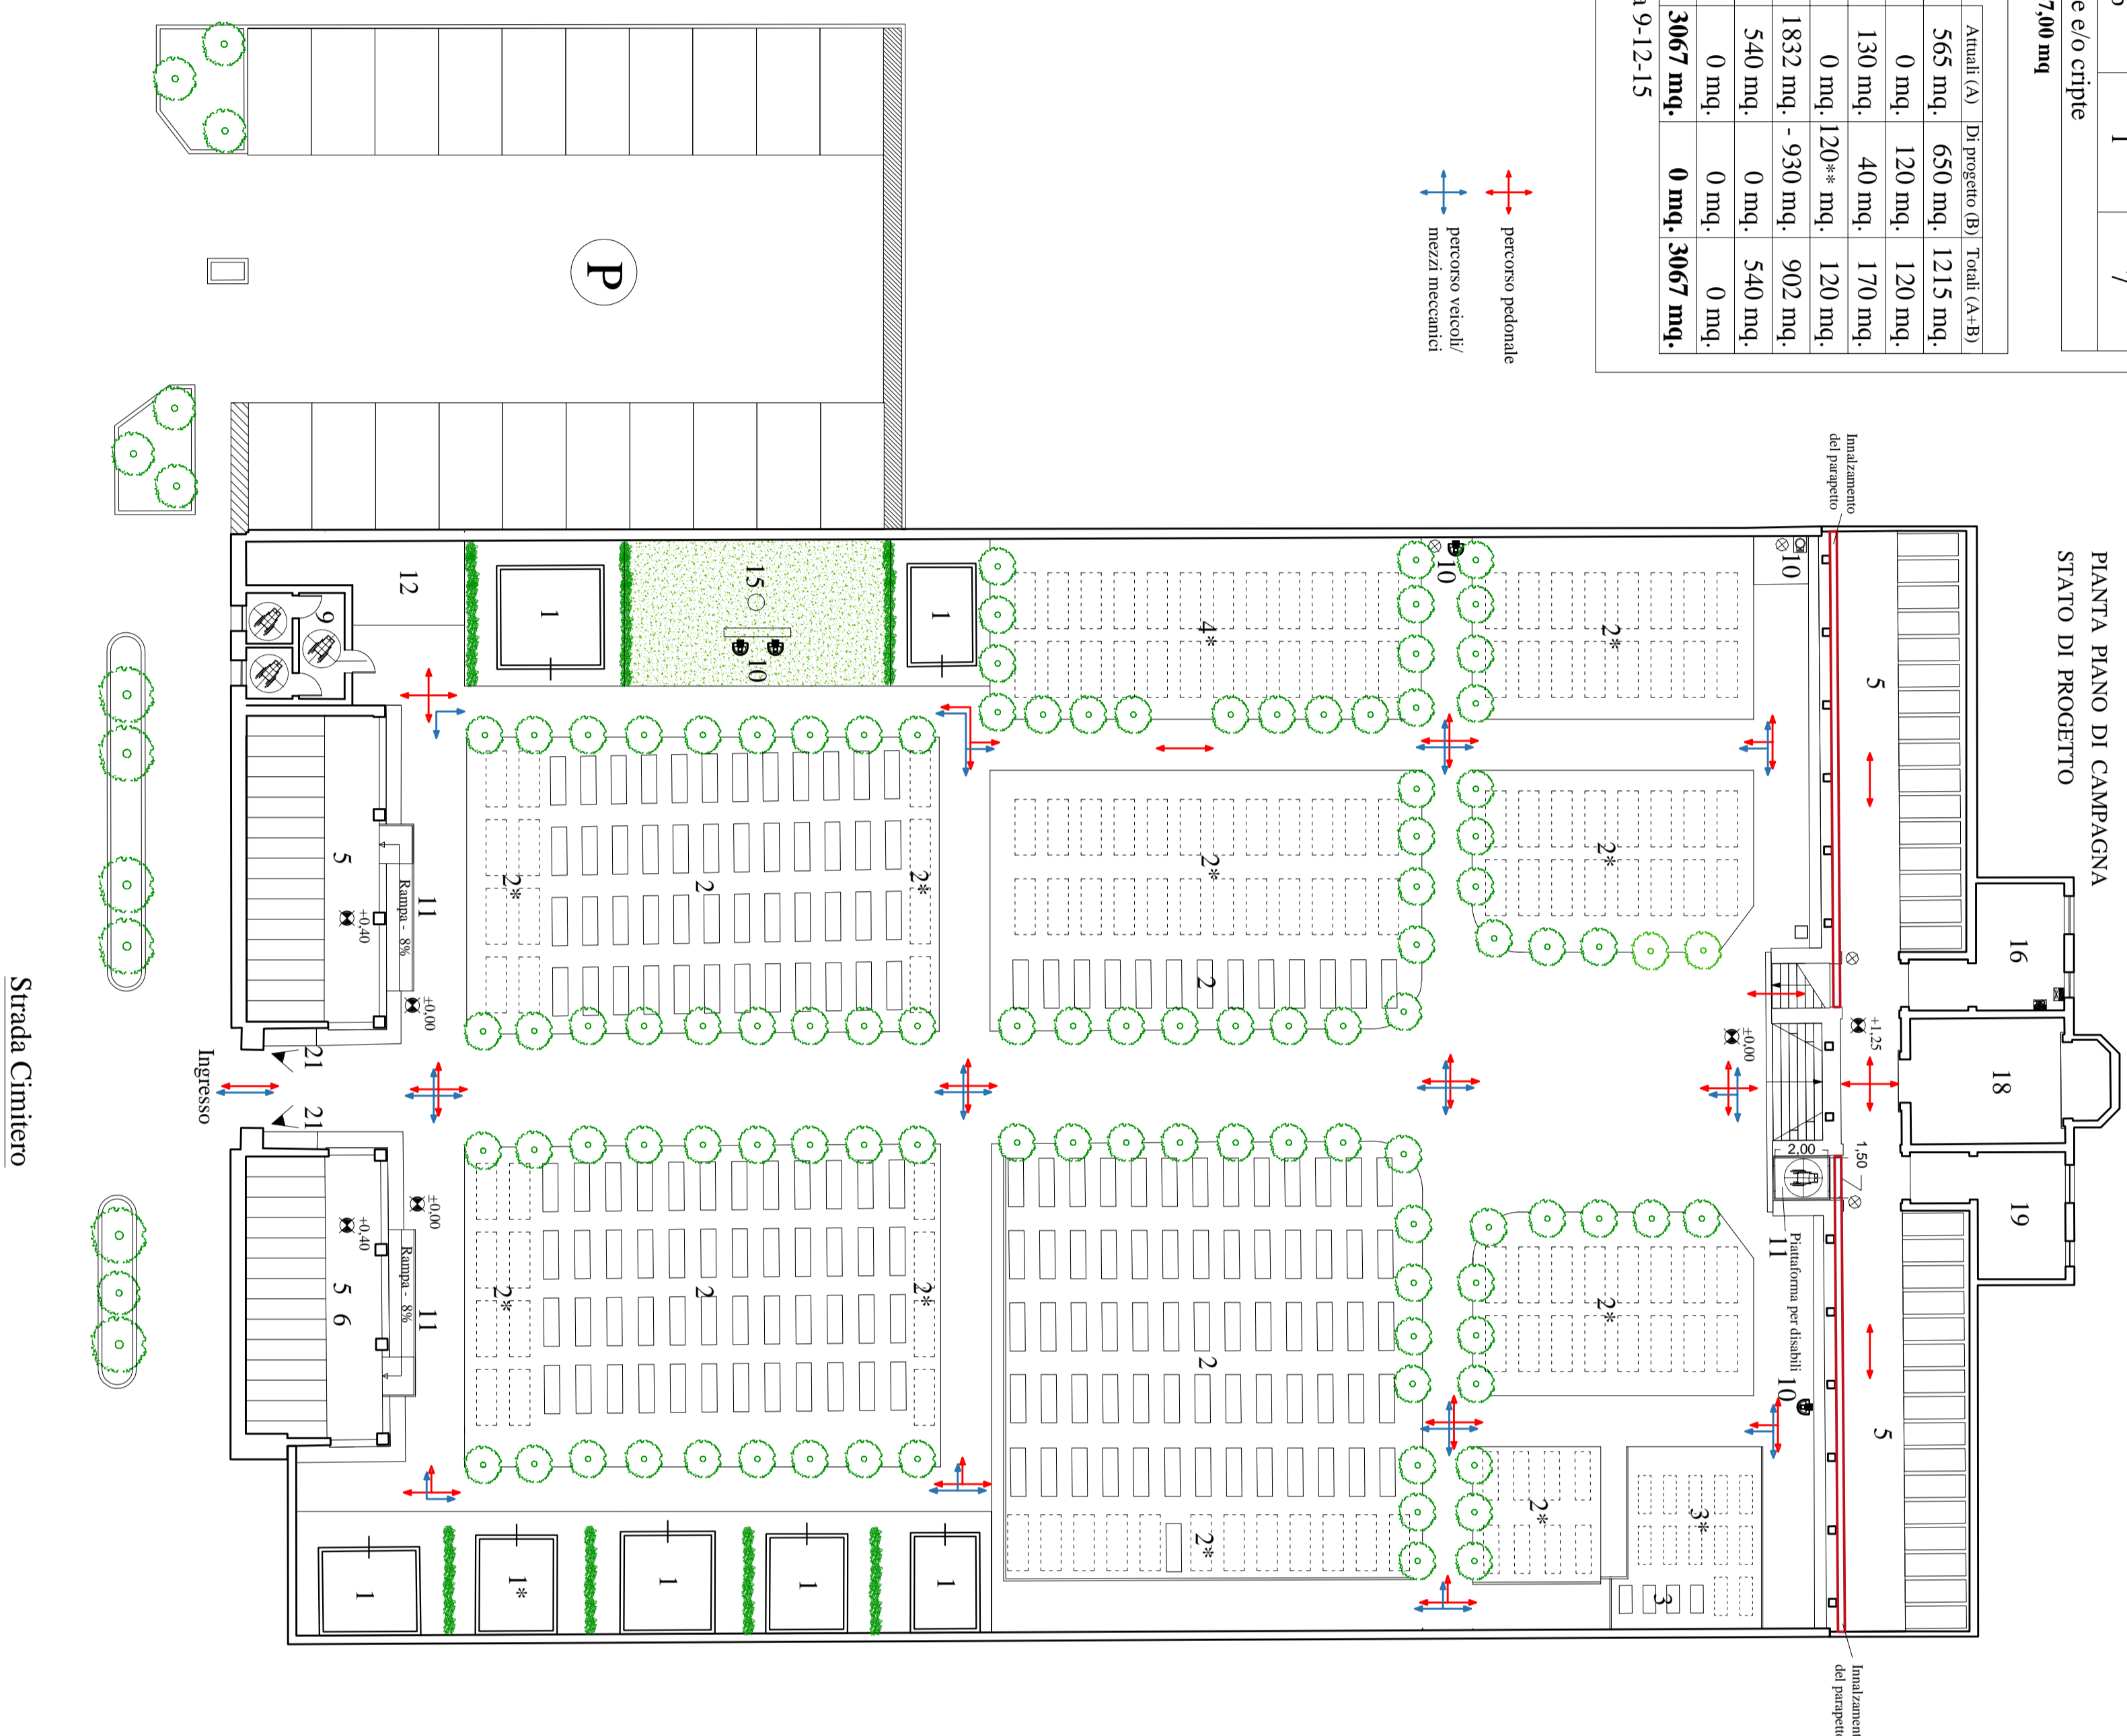 PIANTA PIANO DI CAMPAGNA
STATO DI PROGETTO
1
7
e e/o cripte
7,00 mq
Attuali (A) Di progetto (B) Totali (A+B)
565 mq. 650 mq. 1215 mq.
0 mq. 120 mq. 120 mq.
130 mq. 40 mq. 170 mq.
0 mq. 120** mq. 120 mq.
1832 mq. - 930 mq. 902 mq.
540 mq. 0 mq. 540 mq.
0 mq. 0 mq. 0 mq.
3067 mq. 0 mq. 3067 mq.
a 9-12-15
percorso pedonale
percorso veicoli/
mezzi meccanici
Innalzamento
del parapetto
Innalzament
del parapetto
16
18
19
5
5
+1,25
±0,00
1,50
2,00
11
Piattaforma per disabili
10
10
10
2*
2*
2*
2*
3*
3
4*
2*
2
2
2*
1
15
10
1
12
9
2*
2
2*
2*
2
2*
1
1
1
1*
1
11
Rampa - 8%
+0,40
±0,00
5
11
Rampa - 8%
+0,40
±0,00
5 6
21
21
Ingresso
P
Strada Cimitero